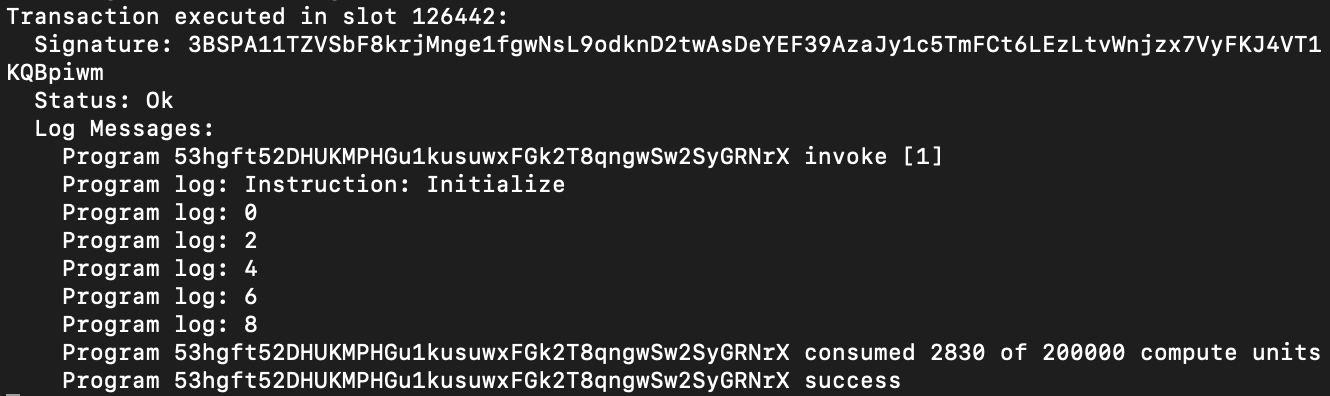 Transaction executed in slot 126442:
Signature: 3BSPA11TZVSbF8krjMnge1fgwNsL9odknD2twAsDeYEF39AzaJy1c5TmFCt6LEzLtvWnjzx7VyFKJ4VT1
KQBpiwm
Status: Ok
Log Messages:
Program 53hgft52DHUKMPHGu1kusuwxFGk2T8qngwSw2SyGRNrX invoke [1]
Program log: Instruction: Initialize
Program log: 0
Program log: 2
Program log: 4
Program log: 6
Program log: 8
Program 53hgft52DHUKMPHGu1kusuwxFGk2T8qngwSw2SyGRNrX consumed 2830 of 200000 compute units
Program 53hgft52DHUKMPHGu1kusuwxFGk2T8qngwSw2SyGRNrX success